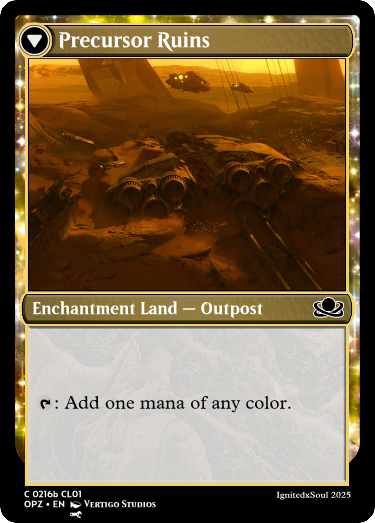 Precursor Ruins
Enchantment Land — Outpost
: Add one mana of any color.
C 0216b CL01
OPZ • EN Vertigo Studios
IgnitedxSoul 2025